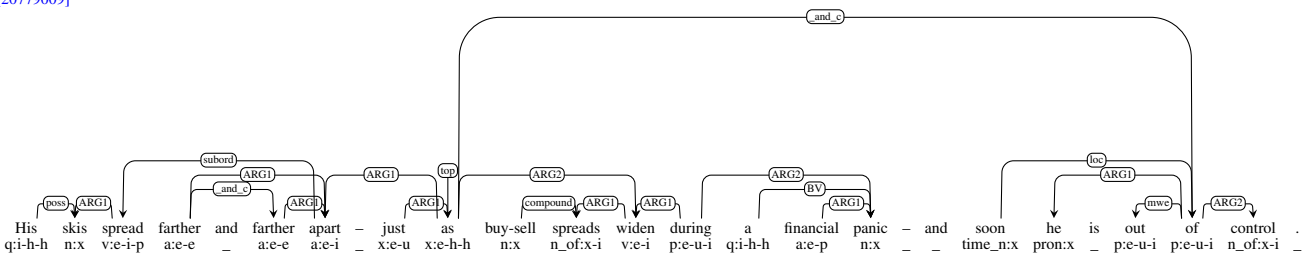 20779009]
_and_c
subord loc
ARG1 ARG1 top ARG2 ARG2 ARG1
_and_c BV
poss ARG1 ARG1 ARG1 compound ARG1 ARG1 ARG1 mwe ARG2
His skis spread farther and farther apart – just as buy-sell spreads widen during a financial panic – and soon he is out of control .
q:i-h-h n:x v:e-i-p a:e-e _ a:e-e a:e-i _ x:e-u x:e-h-h n:x n_of:x-i v:e-i p:e-u-i q:i-h-h a:e-p n:x _ _ time_n:x pron:x _ p:e-u-i p:e-u-i n_of:x-i _